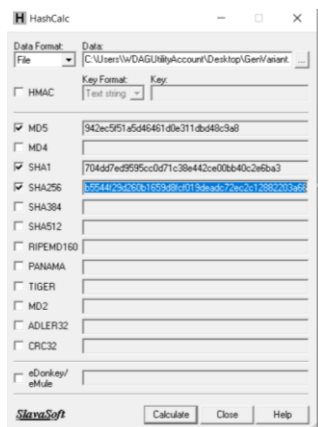 H HashCalc
Data Format: Data:
File C:\Users\WDAGUtilityAccount\Desktop\GenVariant. ...
Key Format: Key:
HMAC Text string
MD5 942ec5f51a5d46461d0e311dbd48c9a8
MD4
SHA1 704dd7ed9595cc0d71c38e442ce00bb40c2e6ba3
SHA256
SHA384
SHA512
RIPEMD160
PANAMA
TIGER
MD2
ADLER32
CRC32
eDonkey/
eMule
SlavaSoft Calculate Close Help